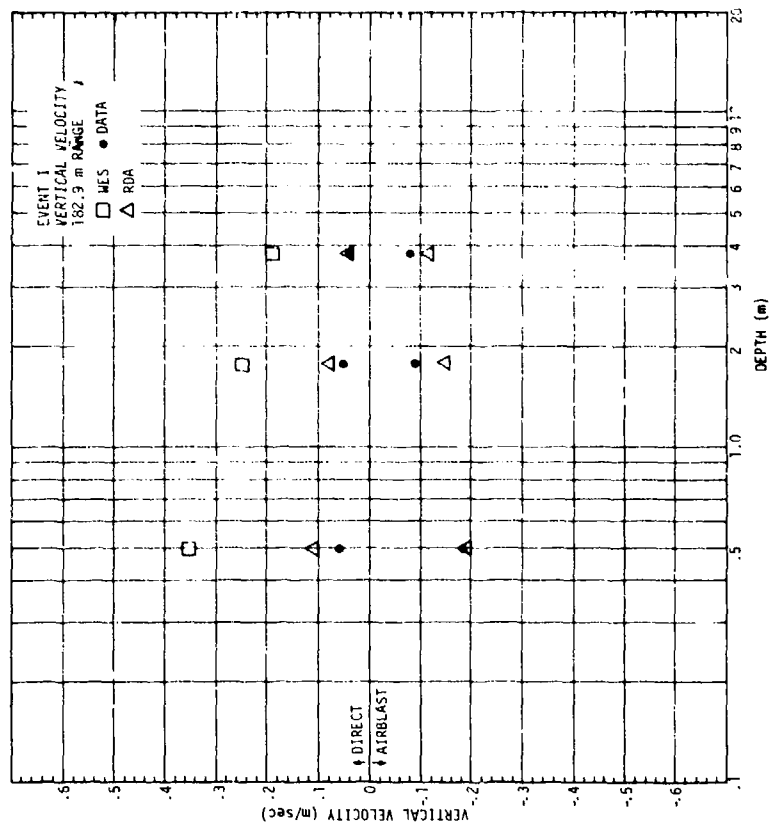 EVENT I
VERTICAL VELOCITY
182.9 m RANGE
□ WES ● DATA
△ RDA
VERTICAL VELOCITY (m/sec)
.6
.5
.4
.3
.2
.1
0
-.1
-.2
-.3
-.4
-.5
-.6
DIRECT
AIRBLAST
.1 .5 1.0 2 3 4 5 6 7 8 9 20
DEPTH (m)